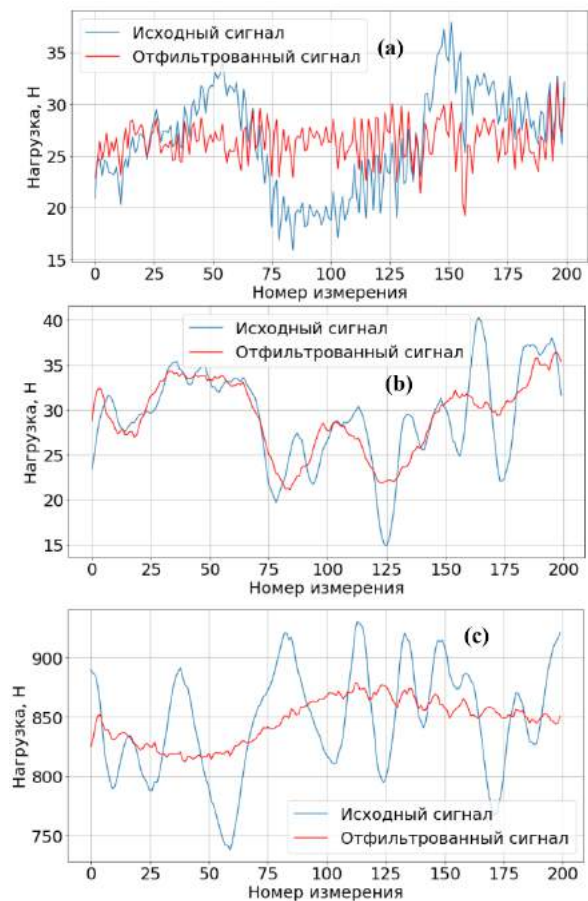 Исходный сигнал
Отфильтрованный сигнал
(a)
Нагрузка, Н
35
30
25
20
15
0 25 50 75 100 125 150 175 200
Номер измерения
Исходный сигнал
Отфильтрованный сигнал
(b)
Нагрузка, Н
40
35
30
25
20
15
0 25 50 75 100 125 150 175 200
Номер измерения
(c)
Нагрузка, Н
900
850
800
750
Исходный сигнал
Отфильтрованный сигнал
0 25 50 75 100 125 150 175 200
Номер измерения